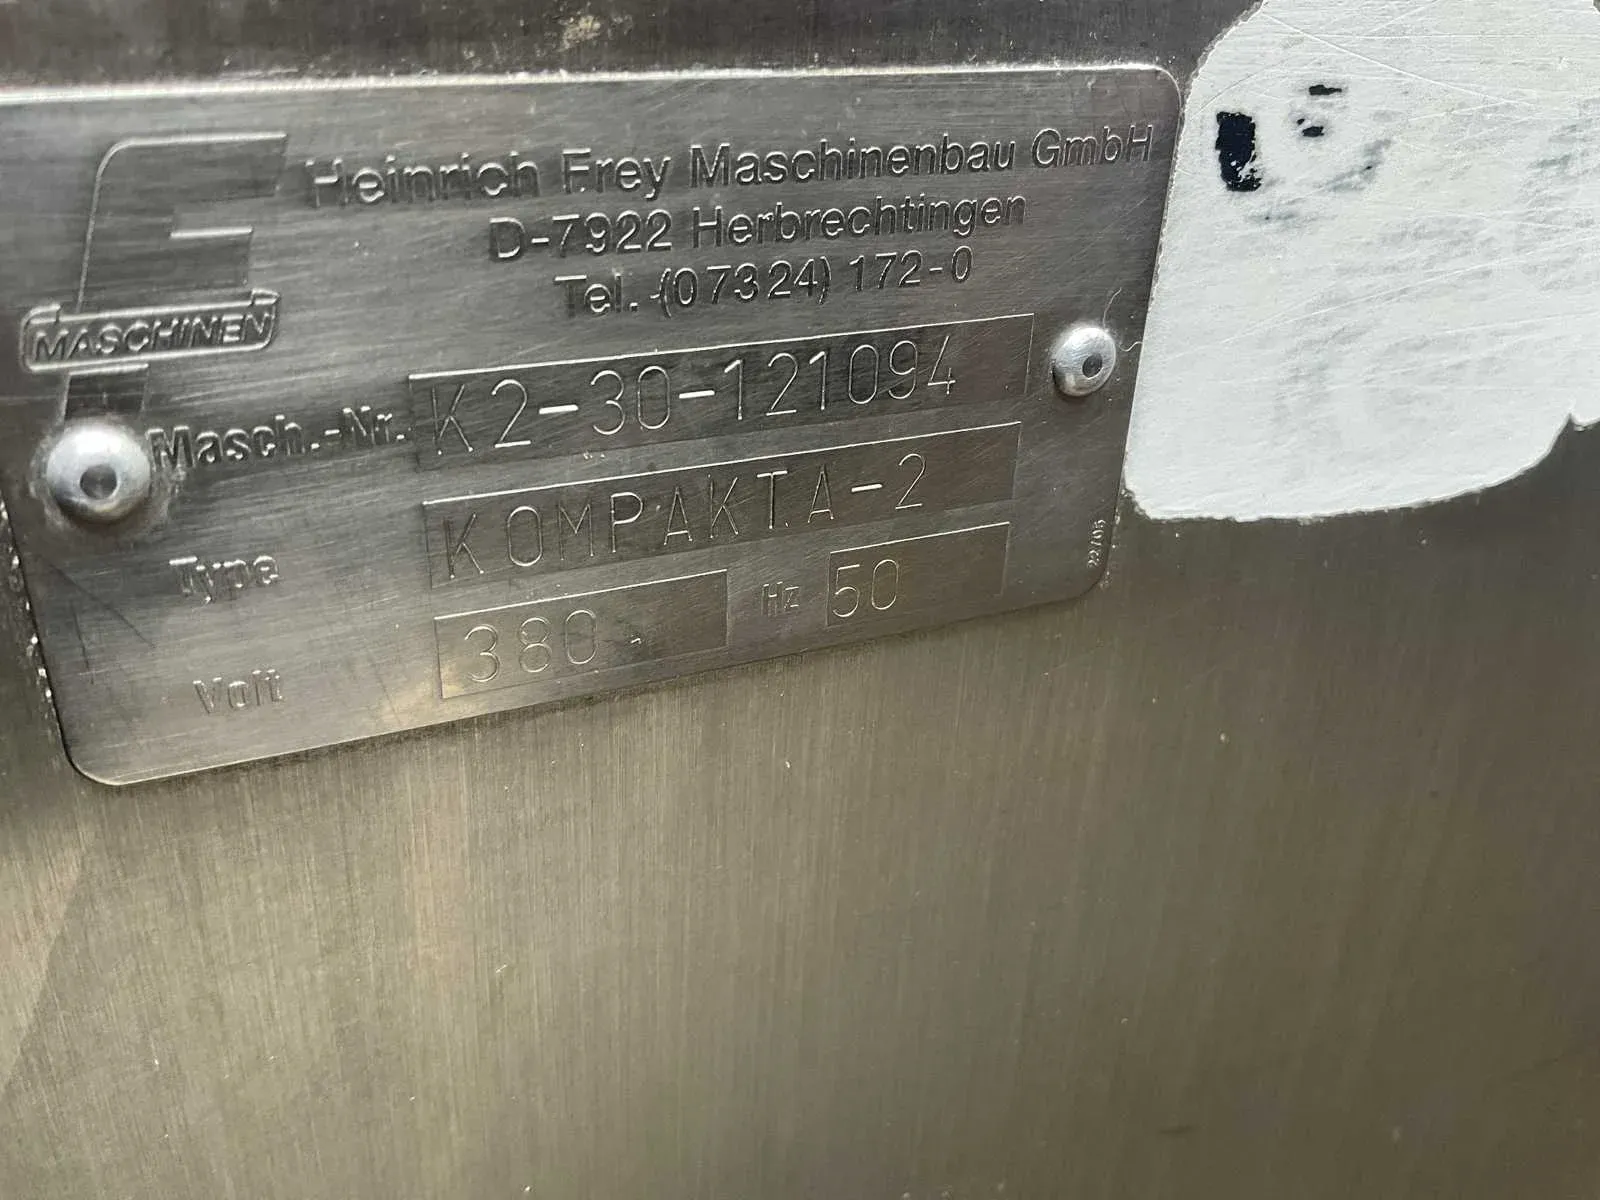 Heinrich Frey Maschinenbau GmbH
D-7922 Herbrechtingen
Tel. (07324) 172-0
MASCHINEN
Masch.-Nr. K2-30-121094
Type KOMPAKTA-2
Volt 380 Hz 50
22705